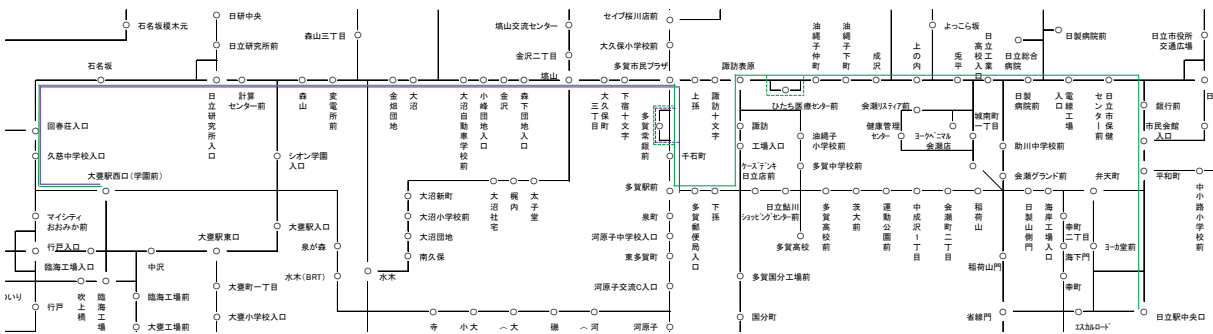 石名坂榎木元
日研中央
日立研究所前
森山三丁目
塙山交流センター
金沢二丁目
塙山
セイブ桜川店前
大久保小学校前
多賀市民プラザ
諏訪表原
油縄子仲町
油縄子下町
成沢
上の内
よっこら坂
兎平
日立工業高校入口
日立総合病院
日製病院前
日立市役所
交通広場
石名坂
日立研究所入口
計算
センター前
森山
変電所前
金畑団地
大沼
大沼自動車学校前
小峰団地入口
金沢
森下団地入口
大久保町三丁目
下宿十文字
多賀常銀前
上孫
諏訪十文字
ひたち医療センター前
会瀬リスティア前
城南町
一丁目
日製病院前
電線工場入口
日立市保健センター前
銀行前
市民会館
入口
回春荘入口
久慈中学校入口
大甕駅西口(学園前)
シオン学園
入口
千石町
多賀駅前
諏訪
工場入口
ケーズデンキ
日立店前
油縄子
小学校前
多賀中学校前
健康管理
センター
ヨークベニマル
会瀬店
助川中学校前
会瀬グランド前
弁天町
平和町
中小路小学校前
マイシティ
おおみか前
行戸入口
臨海工場入口
中沢
大甕駅東口
大甕駅入口
泉が森
水木(BRT)
水木
大沼新町
大沼小学校前
大沼団地
南久保
大沼社宅
梶内
太子堂
泉町
河原子中学校入口
東多賀町
河原子交流C入口
河原子
多賀郵便局入口
下孫
日立鮎川
ショッピングセンター前
多賀高校前
多賀高校
茨大前
運動公園前
中成沢1丁目
会瀬町二丁目
稲荷山
日製山側門
海岸工場入口
幸町
二丁目
海下門
幸町
ヨーカ堂前
稲荷山門
行戸
吹上橋
臨海工場
臨海工場前
大甕工場前
大甕町一丁目
大甕小学校入口
多賀国分工場前
国分町
省線門
エスカルロード
日立駅中央口